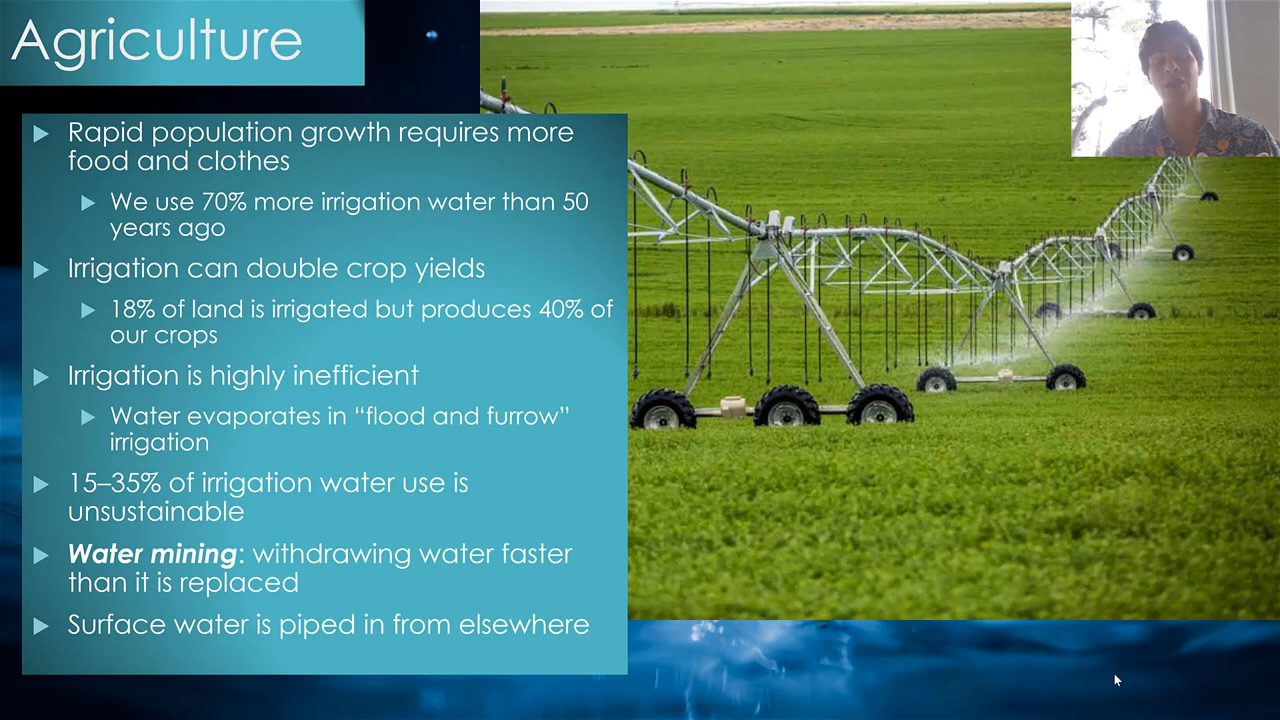 Agriculture
Rapid population growth requires more
food and clothes
We use 70% more irrigation water than 50
years ago
Irrigation can double crop yields
18% of land is irrigated but produces 40% of
our crops
Irrigation is highly inefficient
Water evaporates in “flood and furrow”
irrigation
15–35% of irrigation water use is
unsustainable
Water mining: withdrawing water faster
than it is replaced
Surface water is piped in from elsewhere